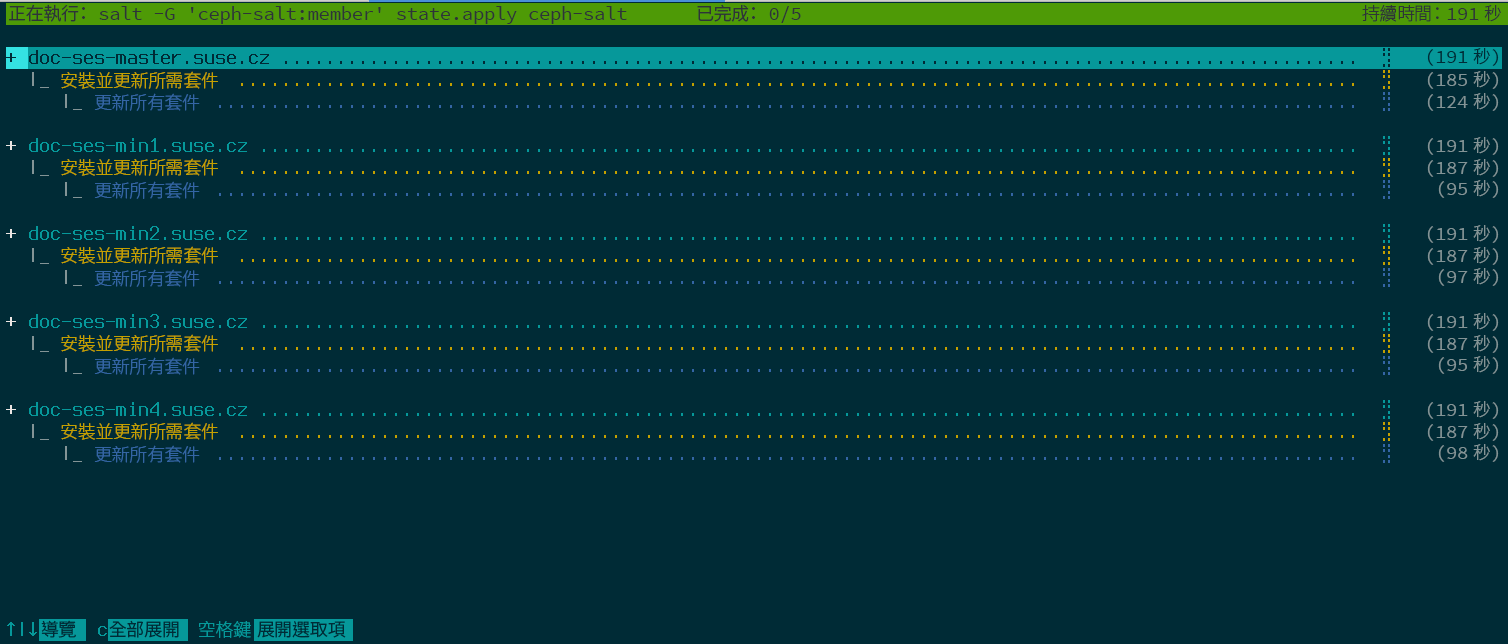 正在執行: salt -G 'ceph-salt:member' state.apply ceph-salt 已完成: 0/5 持續時間: 191 秒
+ doc-ses-master.suse.cz .................................................. (191 秒)
|_ 安裝並更新所需套件 .................................................. (185 秒)
|_ 更新所有套件 .................................................. (124 秒)
+ doc-ses-min1.suse.cz .................................................. (191 秒)
|_ 安裝並更新所需套件 .................................................. (187 秒)
|_ 更新所有套件 .................................................. (95 秒)
+ doc-ses-min2.suse.cz .................................................. (191 秒)
|_ 安裝並更新所需套件 .................................................. (187 秒)
|_ 更新所有套件 .................................................. (97 秒)
+ doc-ses-min3.suse.cz .................................................. (191 秒)
|_ 安裝並更新所需套件 .................................................. (187 秒)
|_ 更新所有套件 .................................................. (95 秒)
+ doc-ses-min4.suse.cz .................................................. (191 秒)
|_ 安裝並更新所需套件 .................................................. (187 秒)
|_ 更新所有套件 .................................................. (98 秒)
↑|↓ 導覽 c 全部展開 空格鍵 展開選取項